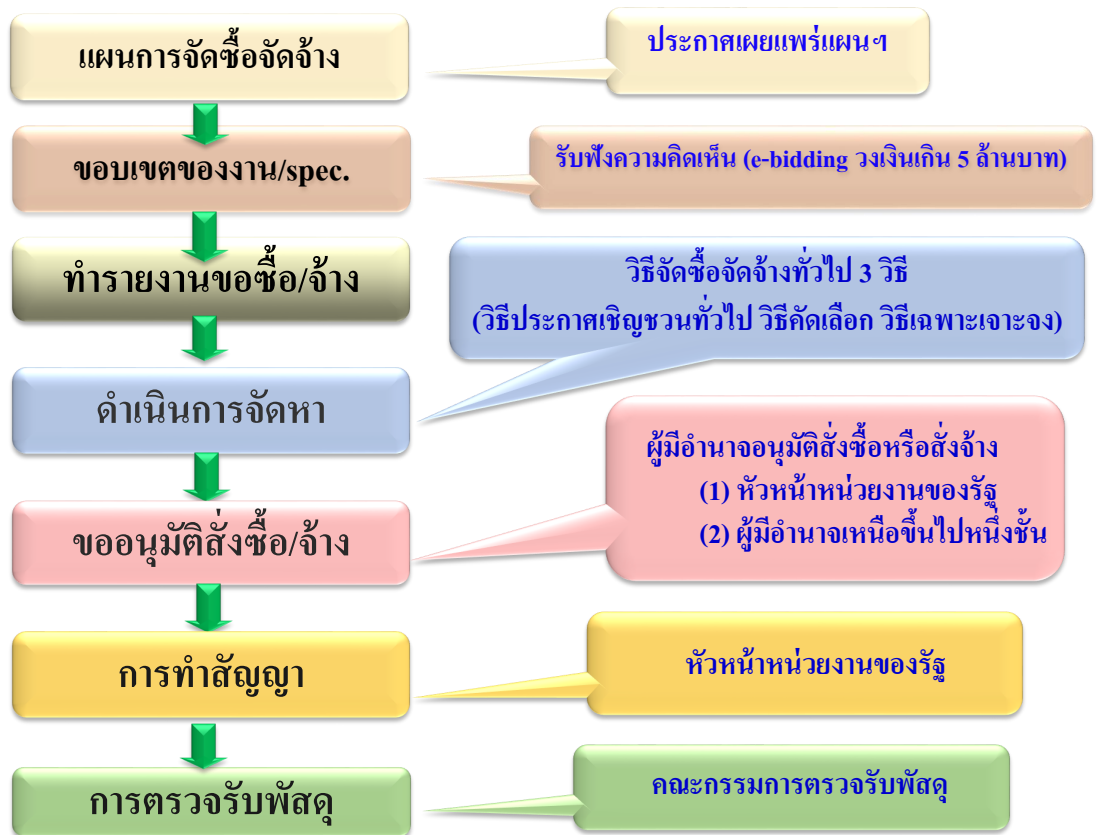 แผนการจัดซื้อจัดจ้าง
ประกาศเผยแพร่แผนฯ
ขอบเขตของงาน/spec.
รับฟังความคิดเห็น (e-bidding วงเงินเกิน 5 ล้านบาท)
ทำรายงานขอซื้อ/จ้าง
วิธีจัดซื้อจัดจ้างทั่วไป 3 วิธี
(วิธีประกาศเชิญชวนทั่วไป วิธีคัดเลือก วิธีเฉพาะเจาะจง)
ดำเนินการจัดหา
ผู้มีอำนาจอนุมัติสั่งซื้อหรือสั่งจ้าง
(1) หัวหน้าหน่วยงานของรัฐ
(2) ผู้มีอำนาจเหนือขึ้นไปหนึ่งชั้น
ขออนุมัติสั่งซื้อ/จ้าง
การทำสัญญา
หัวหน้าหน่วยงานของรัฐ
การตรวจรับพัสดุ
คณะกรรมการตรวจรับพัสดุ